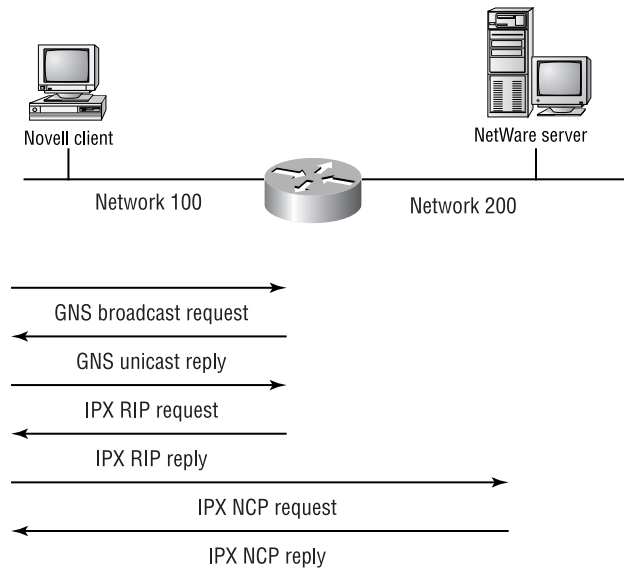 Novell client
NetWare server
Network 100
Network 200
GNS broadcast request
GNS unicast reply
IPX RIP request
IPX RIP reply
IPX NCP request
IPX NCP reply